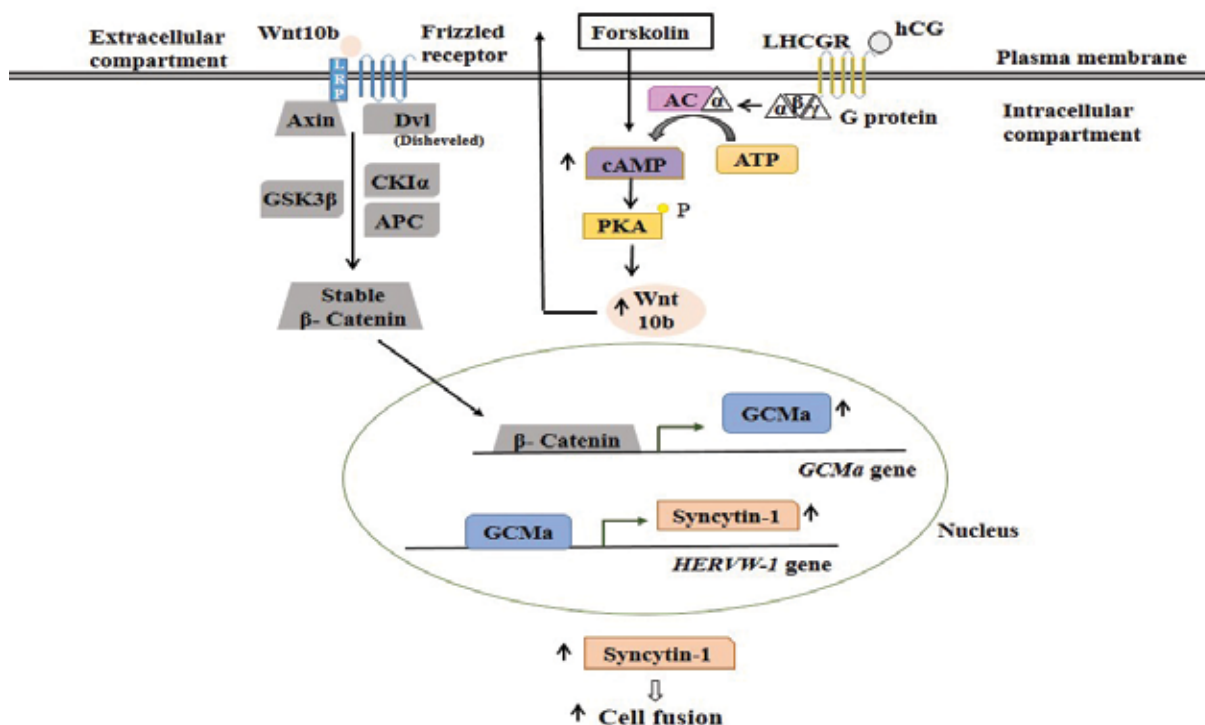 Extracellular
compartment
Wnt10b
Frizzled
receptor
Forskolin
LHCGR
hCG
Plasma membrane
LRP
Axin
Dvl
(Disheveled)
AC
α
α
β
γ
G protein
Intracellular
compartment
GSK3β
CKIα
APC
cAMP
ATP
PKA
P
Stable
β- Catenin
Wnt
10b
β- Catenin
GCMa
GCMa gene
GCMa
Syncytin-1
HERVW-1 gene
Nucleus
Syncytin-1
Cell fusion